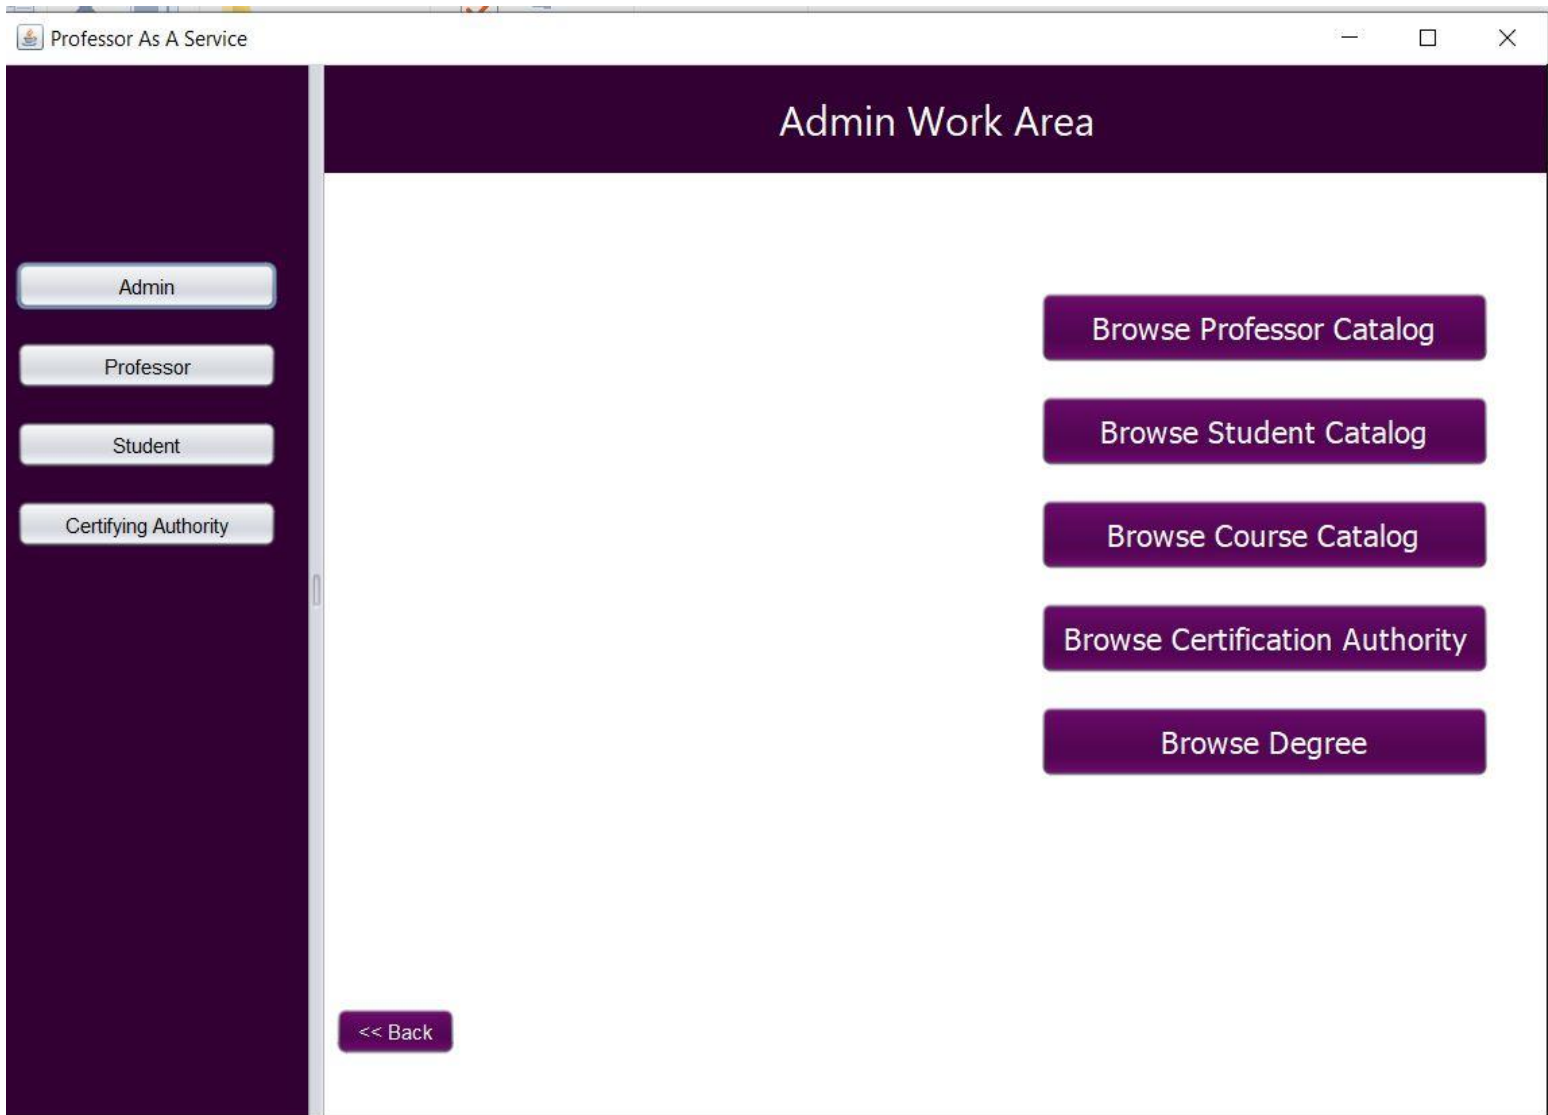 Professor As A Service
Admin Work Area
Admin
Professor
Student
Certifying Authority
Browse Professor Catalog
Browse Student Catalog
Browse Course Catalog
Browse Certification Authority
Browse Degree
<< Back